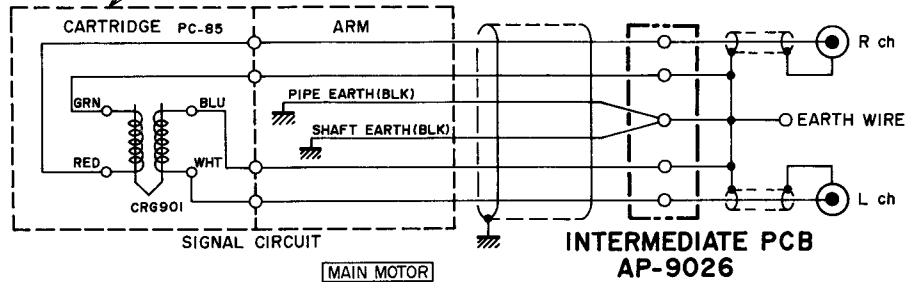 CARTRIDGE PC-85
ARM
R ch
GRN
BLU
PIPE EARTH(BLK)
EARTH WIRE
SHAFT EARTH(BLK)
RED
WHT
CRG901
L ch
SIGNAL CIRCUIT
INTERMEDIATE PCB
AP-9026
MAIN MOTOR